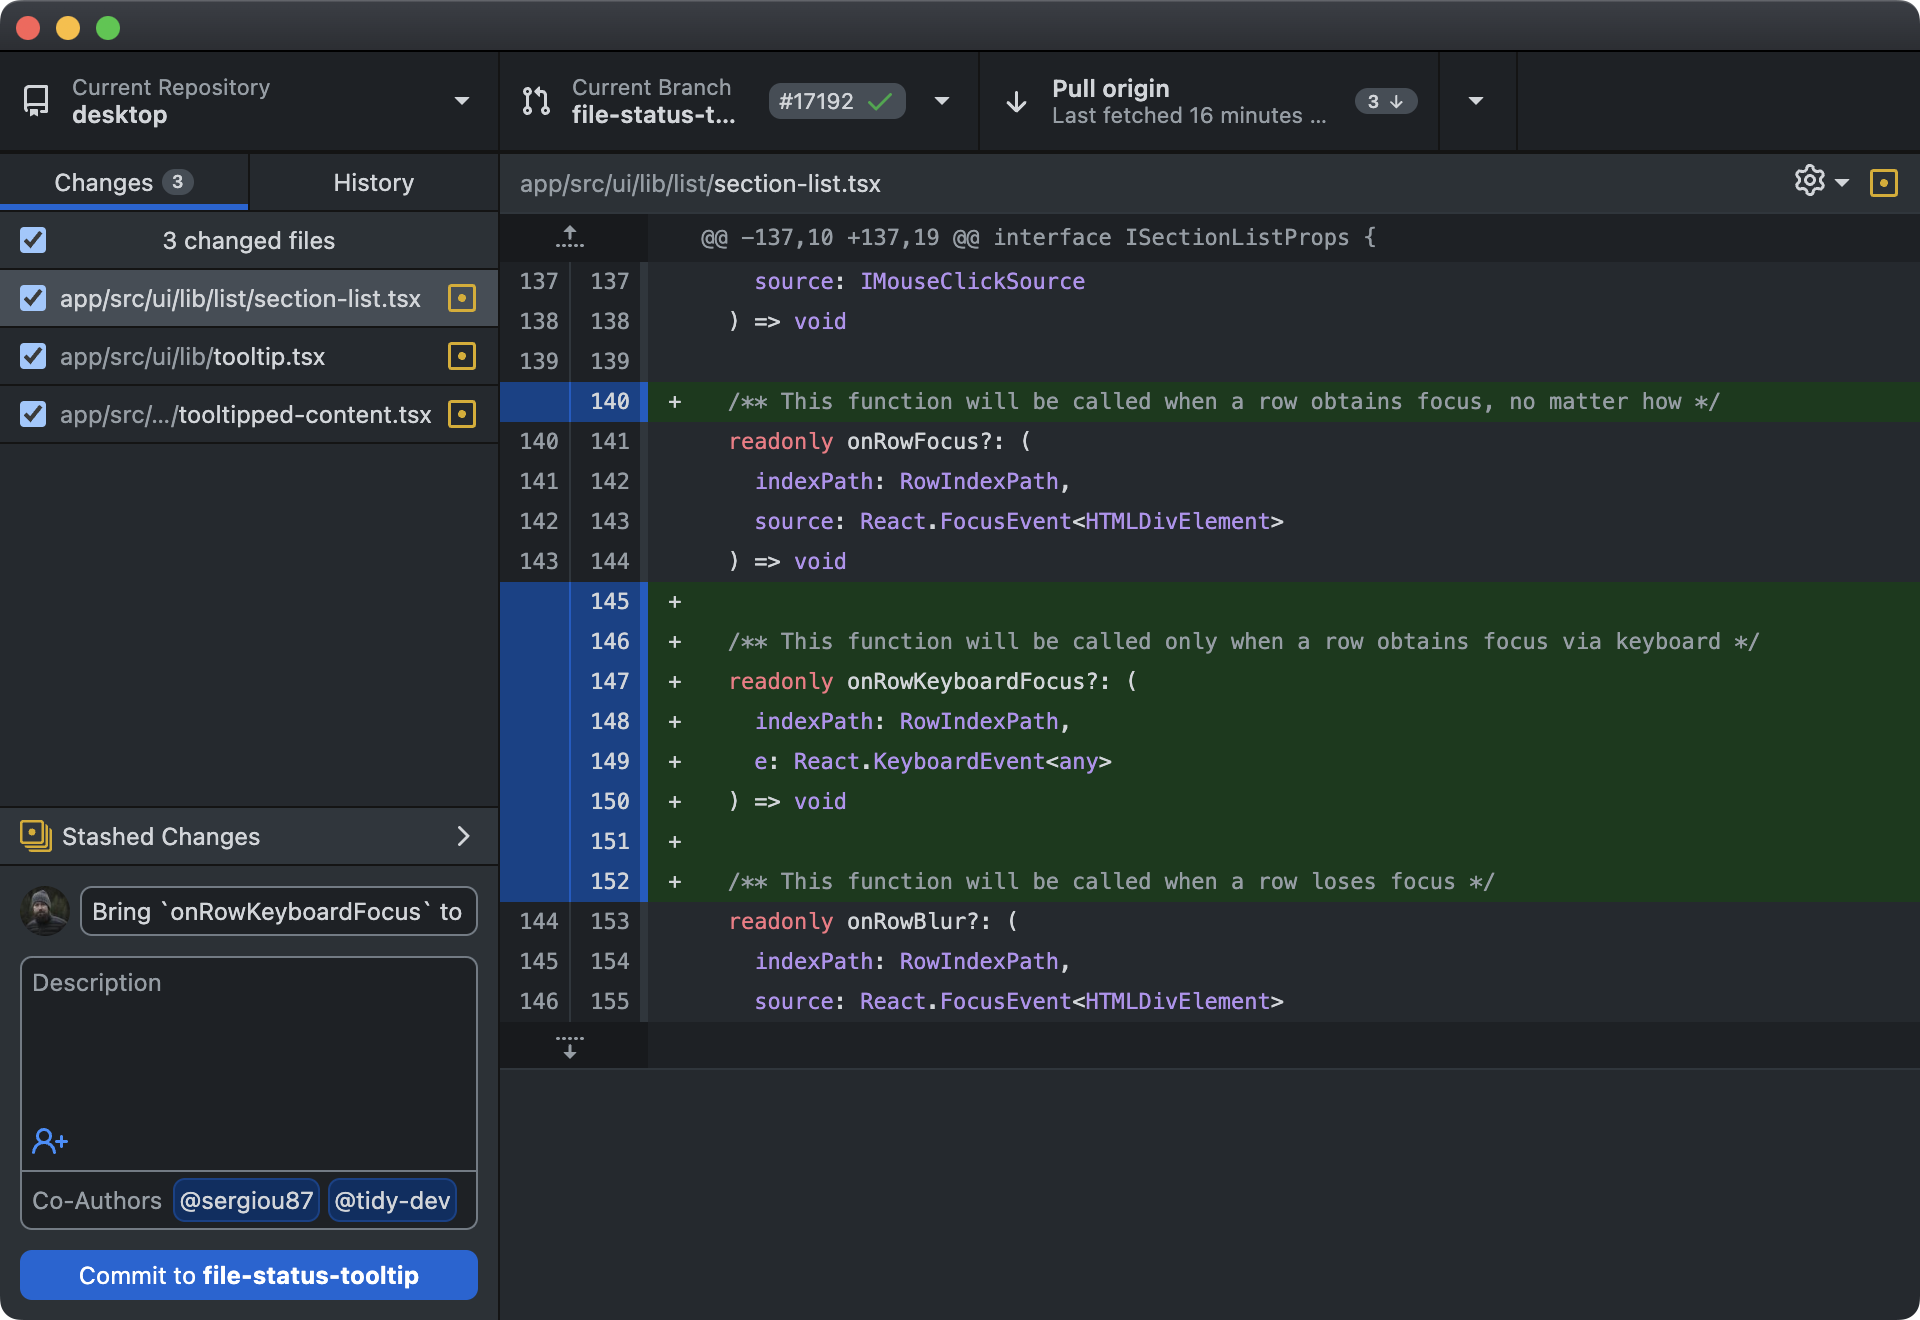 Current Repository
desktop
Current Branch
file-status-t...
#17192
Pull origin
Last fetched 16 minutes ...
3
Changes 3
History
3 changed files
app/src/ui/lib/list/section-list.tsx
app/src/ui/lib/tooltip.tsx
app/src/.../tooltipped-content.tsx
Stashed Changes
Bring `onRowKeyboardFocus` to
Description
Co-Authors @sergiou87 @tidy-dev
Commit to file-status-tooltip
app/src/ui/lib/list/section-list.tsx
@@ -137,10 +137,19 @@ interface ISectionListProps {
137 137 source: IMouseClickSource
138 138 ) => void
139 139
140 + /** This function will be called when a row obtains focus, no matter how */
140 141 readonly onRowFocus?: (
141 142 indexPath: RowIndexPath,
142 143 source: React.FocusEvent<HTMLDivElement>
143 144 ) => void
145 +
146 + /** This function will be called only when a row obtains focus via keyboard */
147 + readonly onRowKeyboardFocus?: (
148 + indexPath: RowIndexPath,
149 + e: React.KeyboardEvent<any>
150 + ) => void
151 +
152 + /** This function will be called when a row loses focus */
144 153 readonly onRowBlur?: (
145 154 indexPath: RowIndexPath,
146 155 source: React.FocusEvent<HTMLDivElement>